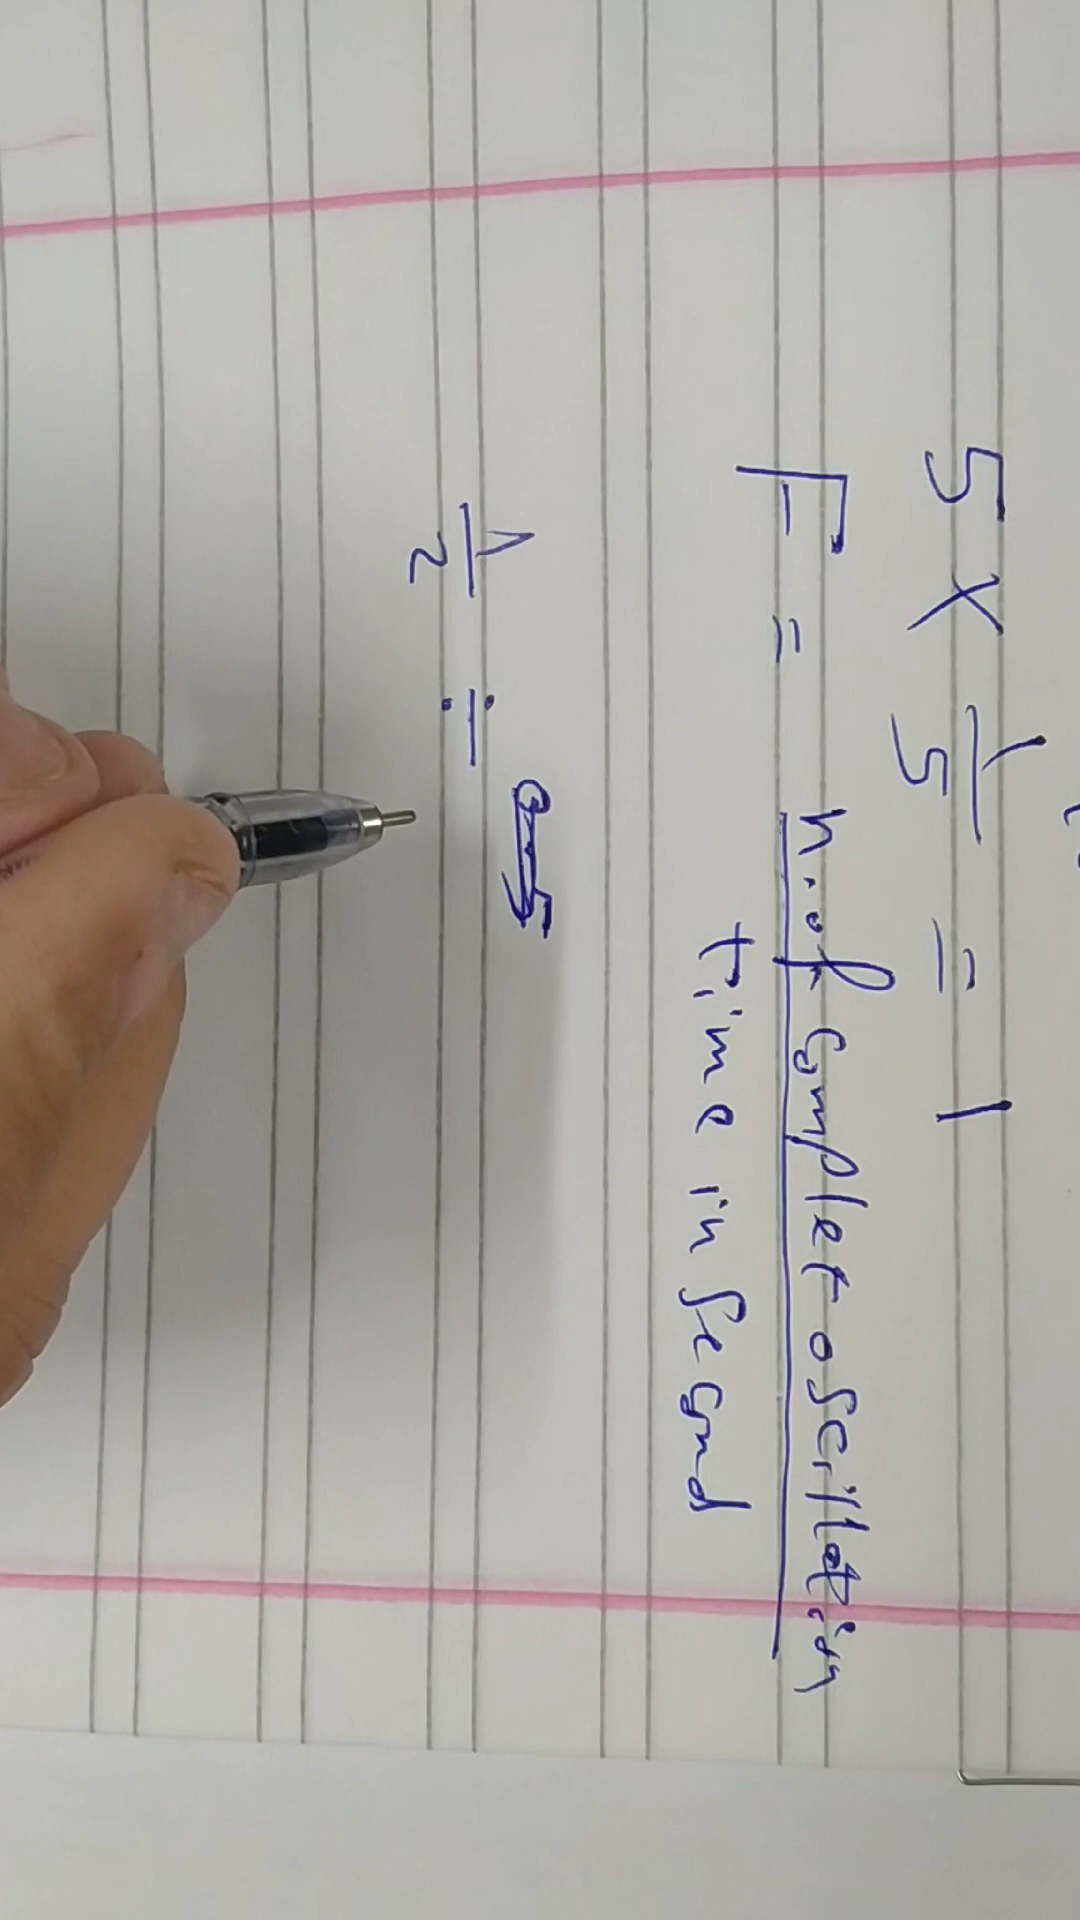 5 × 1/5 = 1
F = n. of complet oscillation
time in second
1/2 ÷